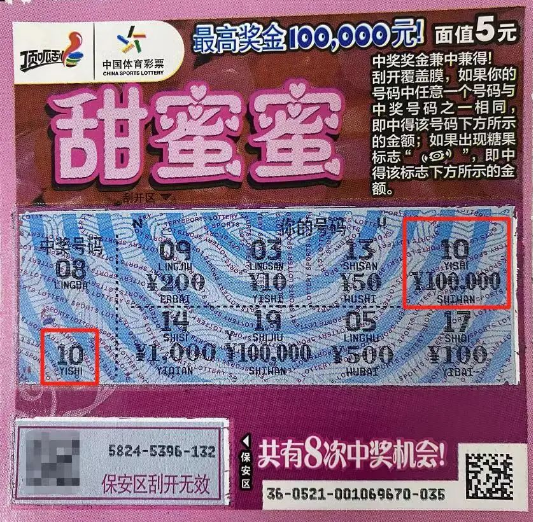 顶呱刮
中国体育彩票
CHINA SPORTS LOTTERY
最高奖金100,000元!
面值5元
甜蜜蜜
中奖奖金兼中兼得!
刮开覆盖膜，如果你的
号码中任意一个号码与
中奖号码之一相同，
即中得该号码下方所示
的金额；如果出现糖果
标志“ ”，即中
得该标志下方所示的金
额。
刮开区
中奖号码
08
LINGBA
10
YISHI
你的号码
09
LINGJIU
¥200
ERBAI
03
LINGSAN
¥10
YISHI
13
SHISAN
¥50
WUSHI
10
YISHI
¥100,000
SHIWAN
14
SHISI
¥1,000
YIQIAN
19
SHIJIU
¥100,000
SHIWAN
05
LINGWU
¥500
WUBAI
17
SHIQI
¥100
YIBAI
5824-5396-132
保安区刮开无效
保安区
共有8次中奖机会!
36-0521-001069670-035